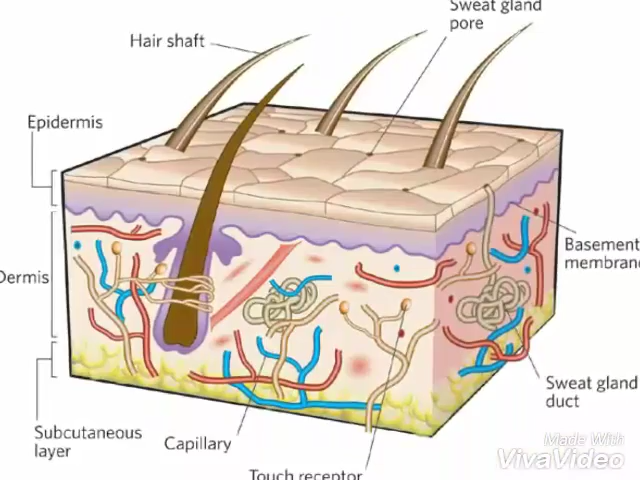 Sweat gland
pore
Hair shaft
Epidermis
Basement
membrane
Dermis
Sweat gland
duct
Subcutaneous
layer
Capillary
Touch receptor
Made With
VivaVideo